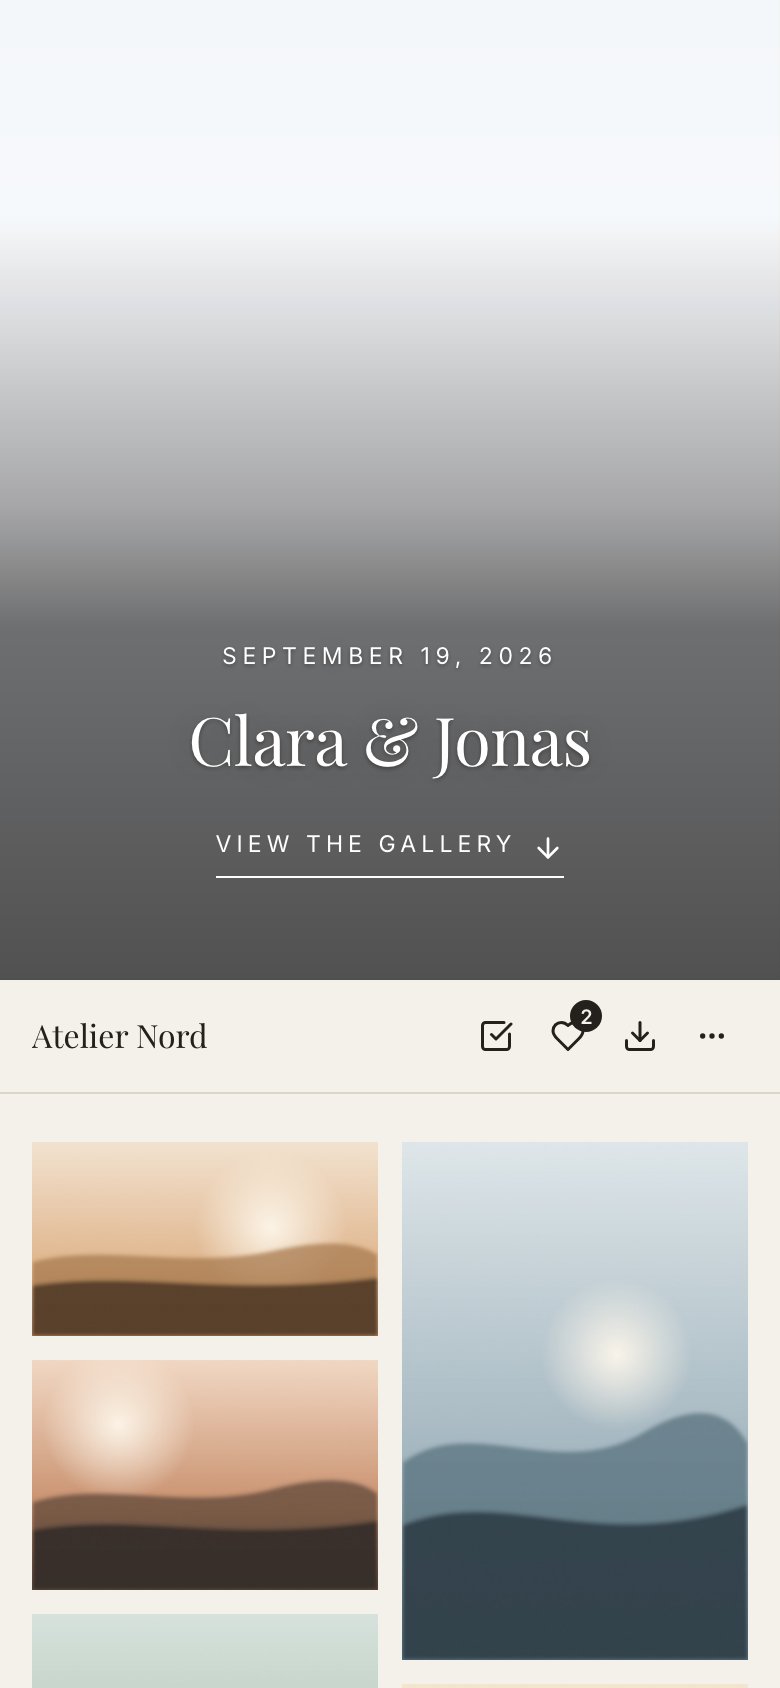 SEPTEMBER 19, 2026
Clara & Jonas
VIEW THE GALLERY
Atelier Nord
2